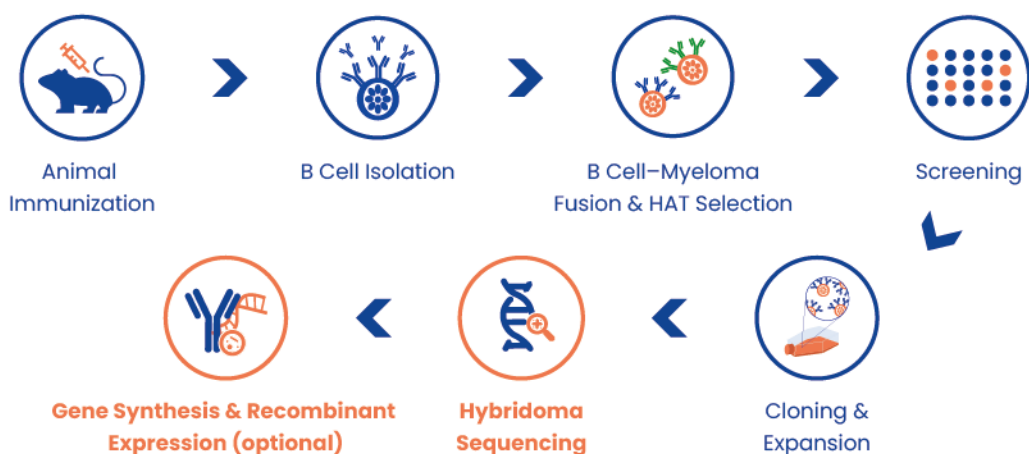 Animal
Immunization
B Cell Isolation
B Cell–Myeloma
Fusion & HAT Selection
Screening
Cloning &
Expansion
Hybridoma
Sequencing
Gene Synthesis & Recombinant
Expression (optional)